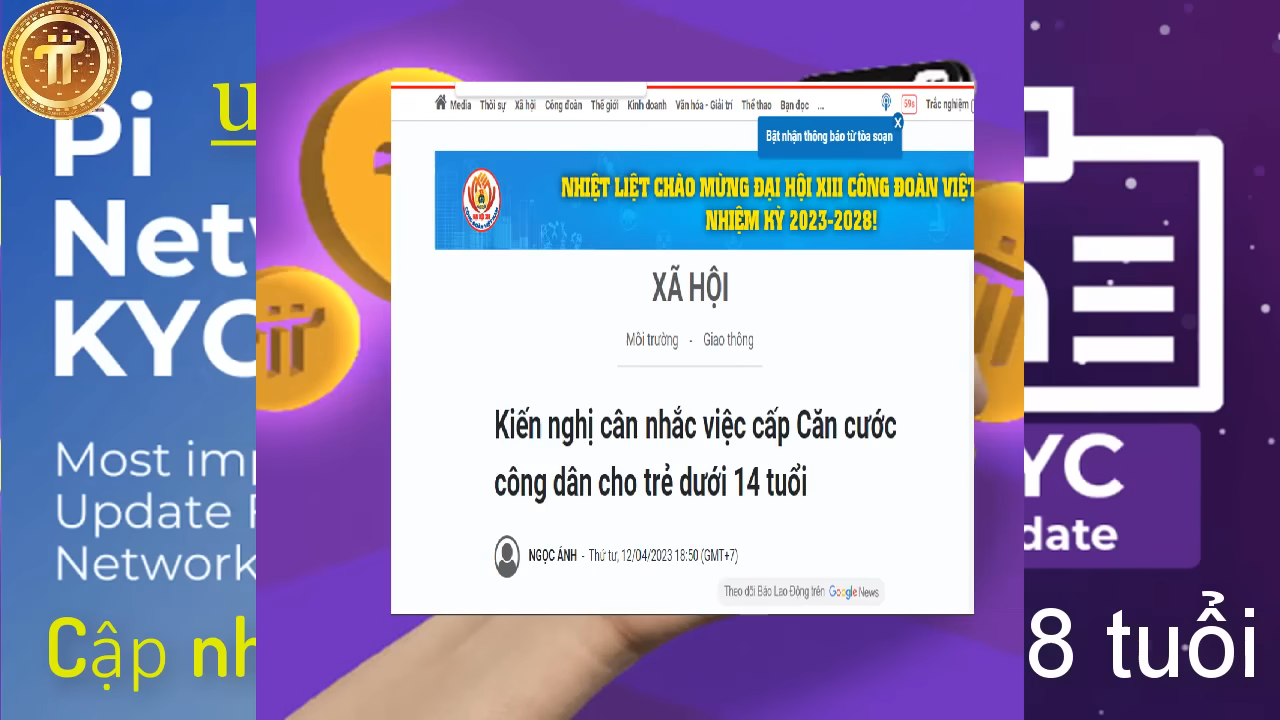 Pi
Net
KYC
Most imp
Update
Network
Cập nh
u
Media Thời sự Xã hội Công đoàn Thế giới Kinh doanh Văn hóa - Giải trí Thể thao Bạn đọc ... 59s Trắc nghiệm
Bật nhận thông báo từ tòa soạn X
NHIỆT LIỆT CHÀO MỪNG ĐẠI HỘI XIII CÔNG ĐOÀN VIỆT
NHIỆM KỲ 2023-2028!
XÃ HỘI
Môi trường - Giao thông
Kiến nghị cân nhắc việc cấp Căn cước
công dân cho trẻ dưới 14 tuổi
NGỌC ÁNH - Thứ tư, 12/04/2023 18:50 (GMT+7)
Theo dõi Báo Lao Động trên Google News
YC
date
8 tuổi